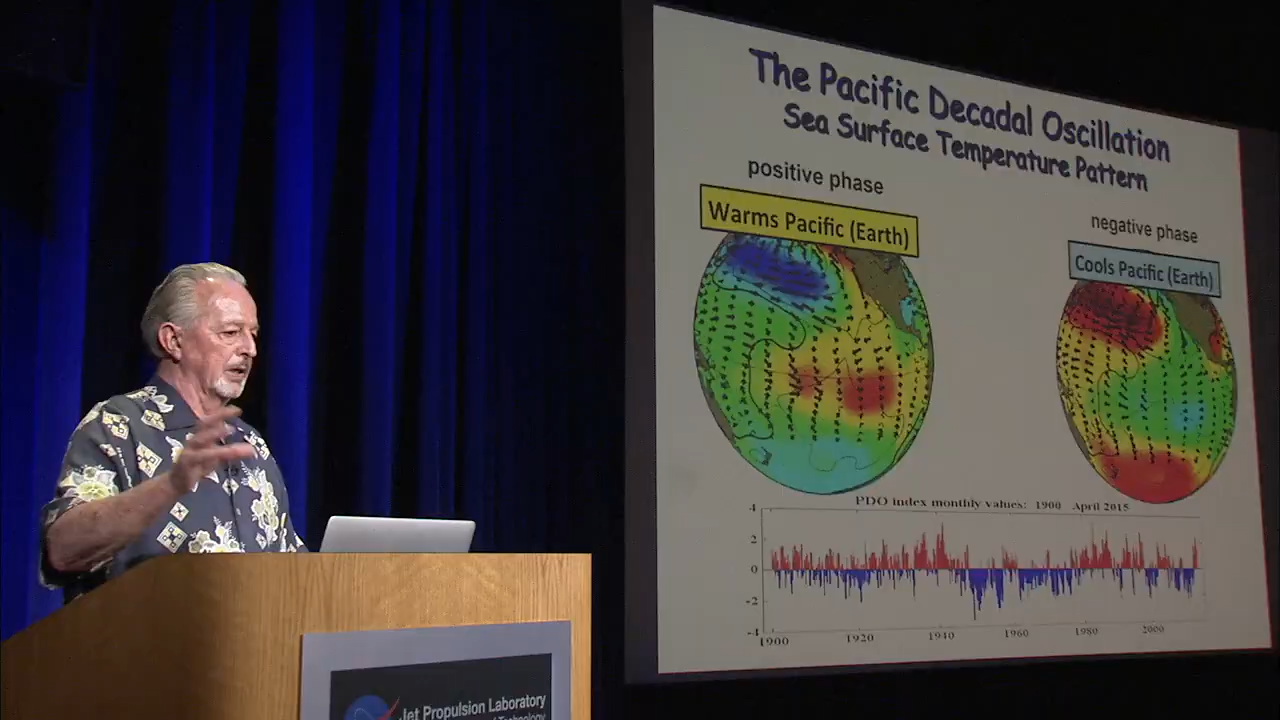 The Pacific Decadal Oscillation
Sea Surface Temperature Pattern
positive phase
Warms Pacific (Earth)
negative phase
Cools Pacific (Earth)
PDO index monthly values: 1900 April 2015
4
2
0
-2
-4
1900 1920 1940 1960 1980 2000
Jet Propulsion Laboratory
Technology